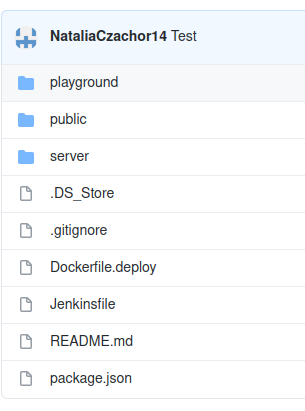 NataliaCzachor14 Test
playground
public
server
.DS_Store
.gitignore
Dockerfile.deploy
Jenkinsfile
README.md
package.json